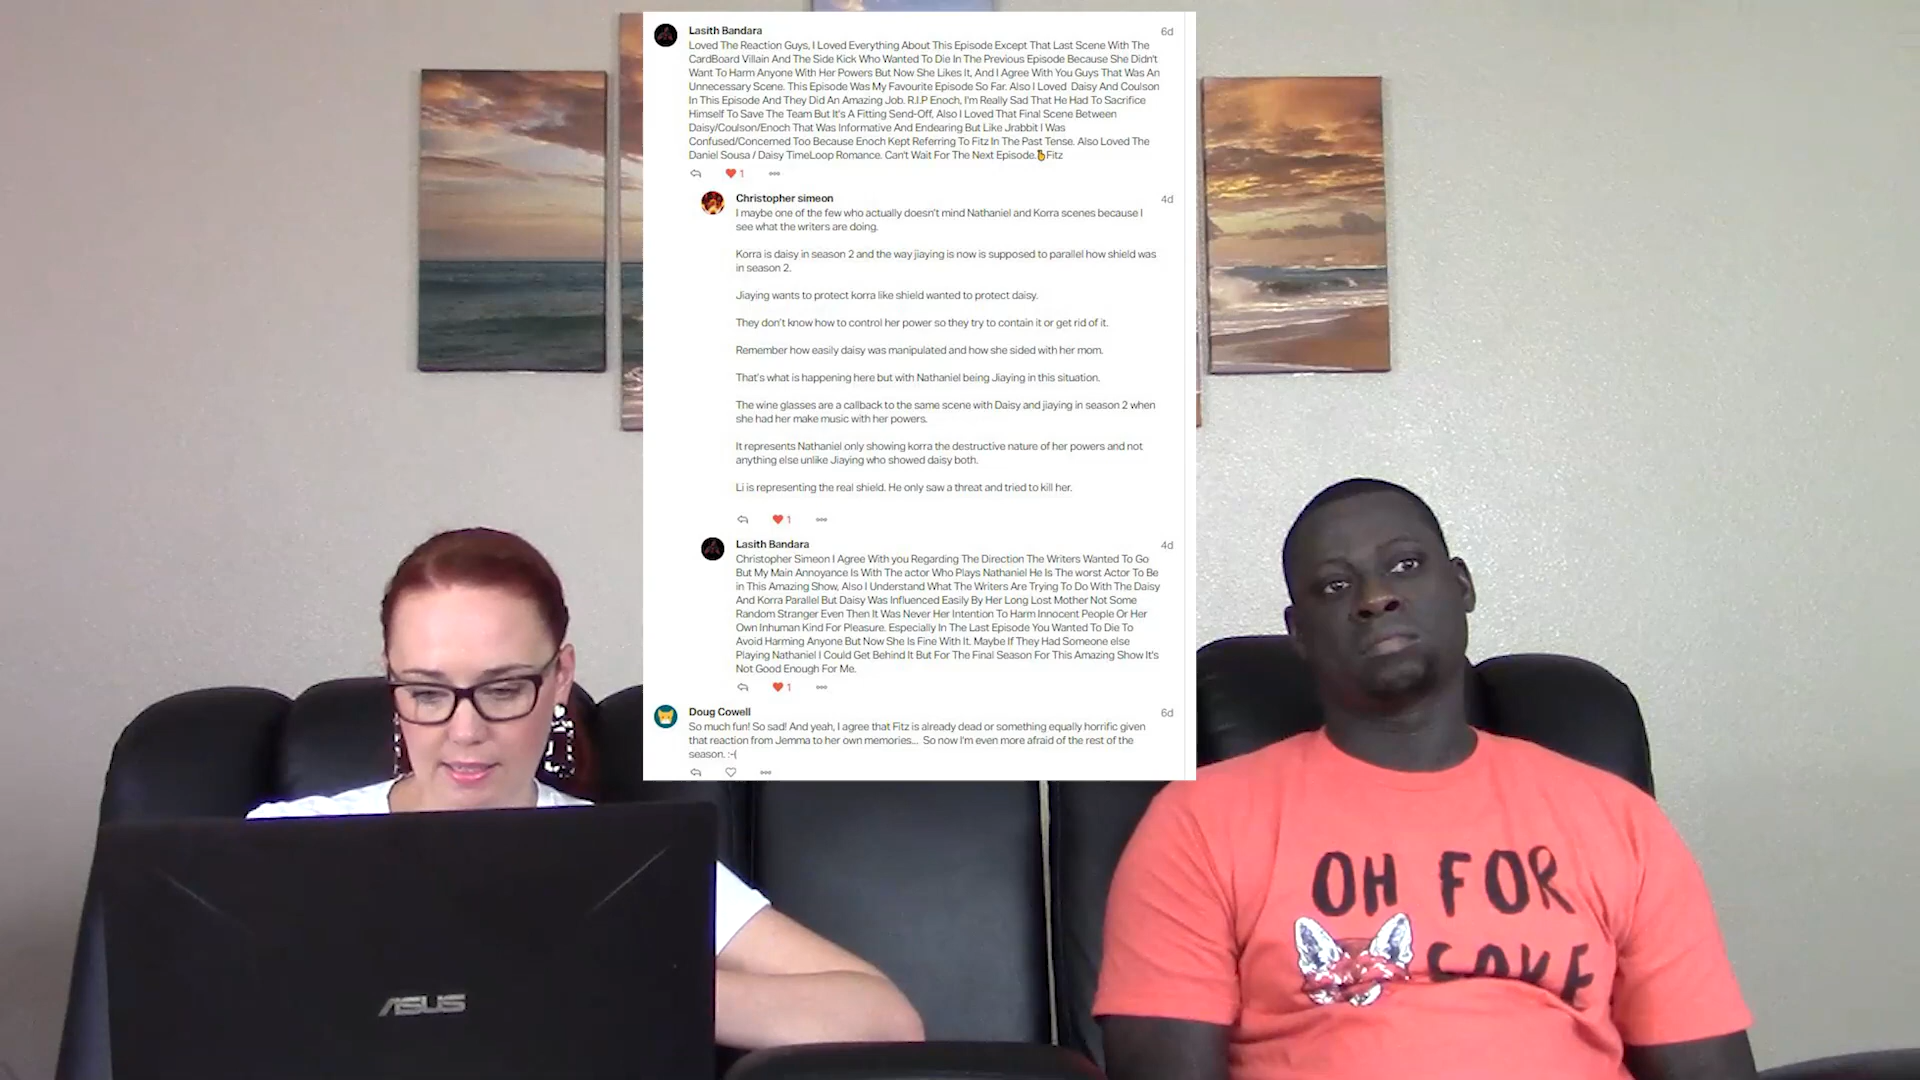 Lasith Bandara
6d
Loved The Reaction Guys, I Loved Everything About This Episode Except That Last Scene With The
CardBoard Villain And The Side Kick Who Wanted To Die In The Previous Episode Because She Didn't
Want To Harm Anyone With Her Powers But Now She Likes It, And I Agree With You Guys That Was An
Unnecessary Scene. This Episode Was My Favourite Episode So Far. Also I Loved Daisy And Coulson
In This Episode And They Did An Amazing Job. R.I.P Enoch, I'm Really Sad That He Had To Sacrifice
Himself To Save The Team But It's A Fitting Send-Off, Also I Loved That Final Scene Between
Daisy/Coulson/Enoch That Was Informative And Endearing But Like Jrabbit I Was
Confused/Concerned Too Because Enoch Kept Referring To Fitz In The Past Tense. Also Loved The
Daniel Sousa / Daisy TimeLoop Romance. Can't Wait For The Next Episode. Fitz
1
Christopher simeon
4d
I maybe one of the few who actually doesn't mind Nathaniel and Korra scenes because I
see what the writers are doing.
Korra is daisy in season 2 and the way jiaying is now is supposed to parallel how shield was
in season 2.
Jiaying wants to protect korra like shield wanted to protect daisy.
They don't know how to control her power so they try to contain it or get rid of it.
Remember how easily daisy was manipulated and how she sided with her mom.
That's what is happening here but with Nathaniel being Jiaying in this situation.
The wine glasses are a callback to the same scene with Daisy and jiaying in season 2 when
she had her make music with her powers.
It represents Nathaniel only showing korra the destructive nature of her powers and not
anything else unlike Jiaying who showed daisy both.
Li is representing the real shield. He only saw a threat and tried to kill her.
1
Lasith Bandara
4d
Christopher Simeon I Agree With you Regarding The Direction The Writers Wanted To Go
But My Main Annoyance Is With The actor Who Plays Nathaniel He Is The worst Actor To Be
in This Amazing Show, Also I Understand What The Writers Are Trying To Do With The Daisy
And Korra Parallel But Daisy Was Influenced Easily By Her Long Lost Mother Not Some
Random Stranger Even Then It Was Never Her Intention To Harm Innocent People Or Her
Own Inhuman Kind For Pleasure. Especially In The Last Episode You Wanted To Die To
Avoid Harming Anyone But Now She Is Fine With It. Maybe If They Had Someone else
Playing Nathaniel I Could Get Behind It But For The Final Season For This Amazing Show It's
Not Good Enough For Me.
1
Doug Cowell
6d
So much fun! So sad! And yeah, I agree that Fitz is already dead or something equally horrific given
that reaction from Jemma to her own memories... So now I'm even more afraid of the rest of the
season. :-(
OH FOR
ASUS